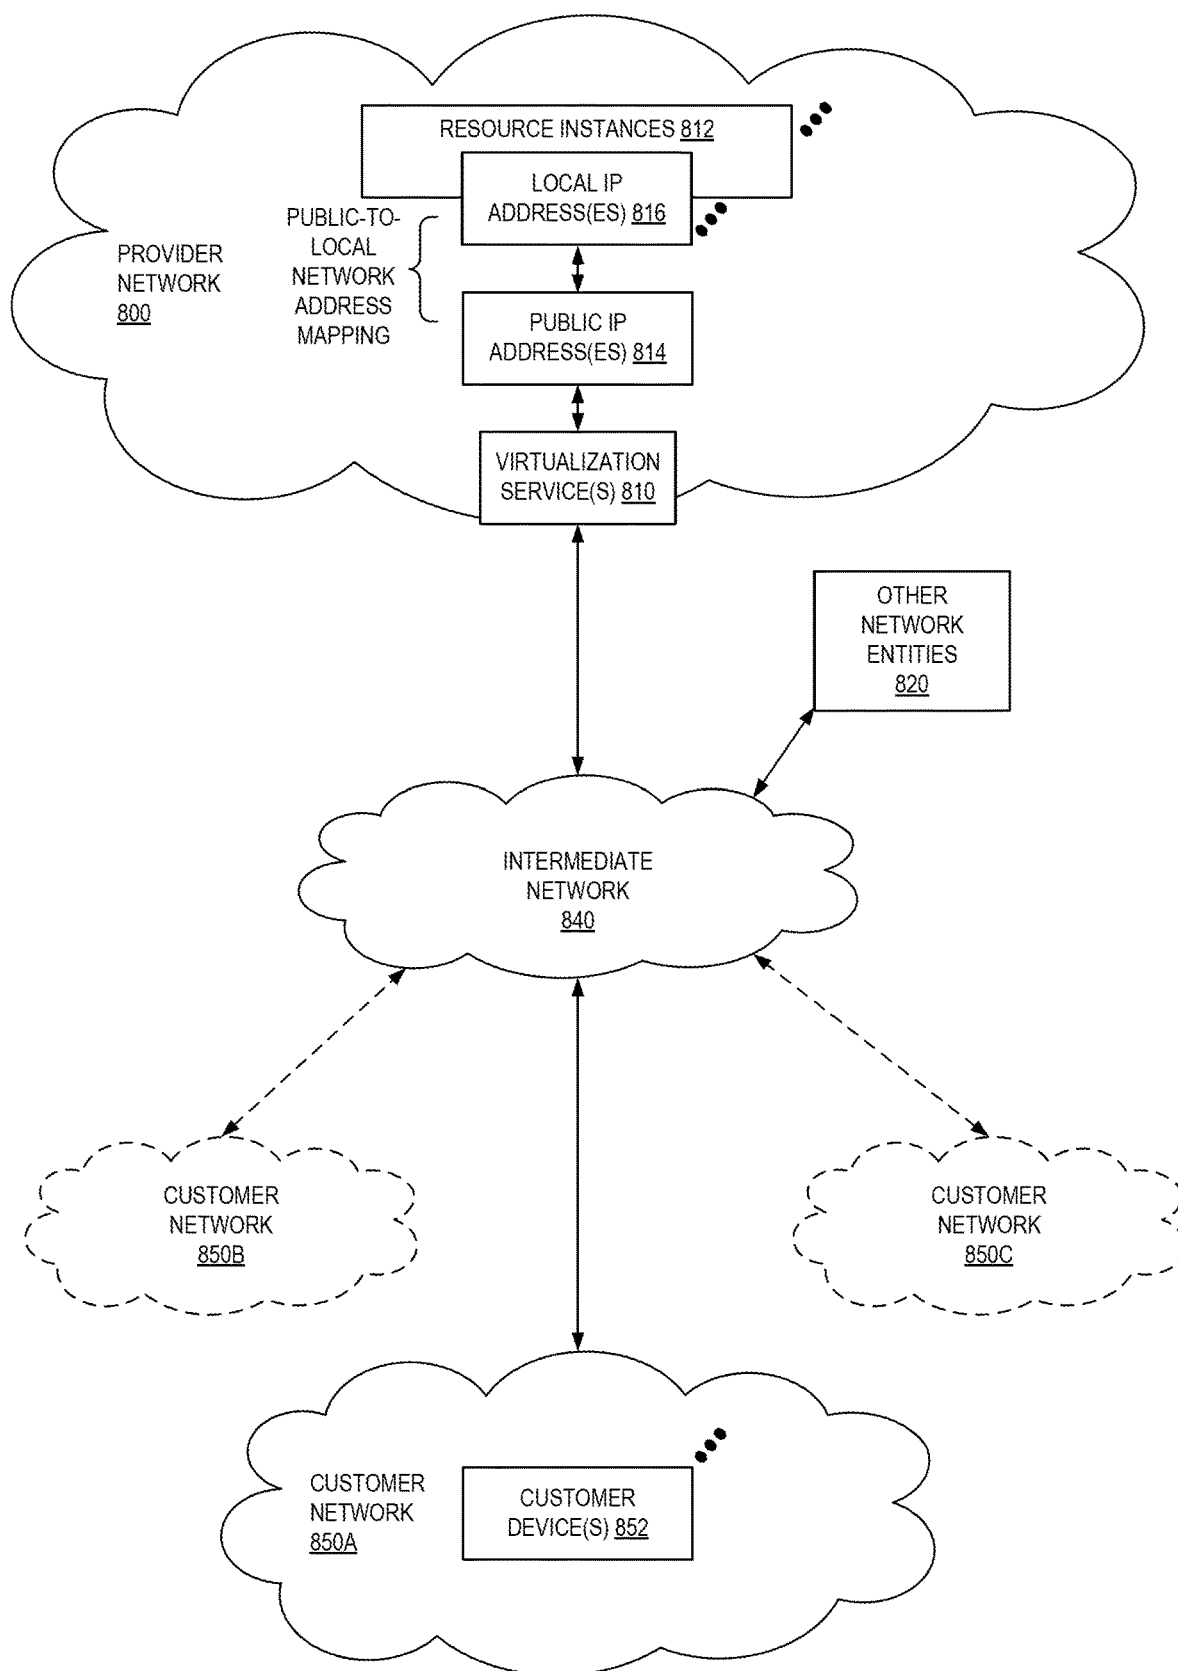 RESOURCE INSTANCES 812
LOCAL IP
ADDRESS(ES) 816
PUBLIC-TO-
LOCAL
NETWORK
ADDRESS
MAPPING
PROVIDER
NETWORK
800
PUBLIC IP
ADDRESS(ES) 814
VIRTUALIZATION
SERVICE(S) 810
OTHER
NETWORK
ENTITIES
820
INTERMEDIATE
NETWORK
840
CUSTOMER
NETWORK
850B
CUSTOMER
NETWORK
850C
CUSTOMER
NETWORK
850A
CUSTOMER
DEVICE(S) 852